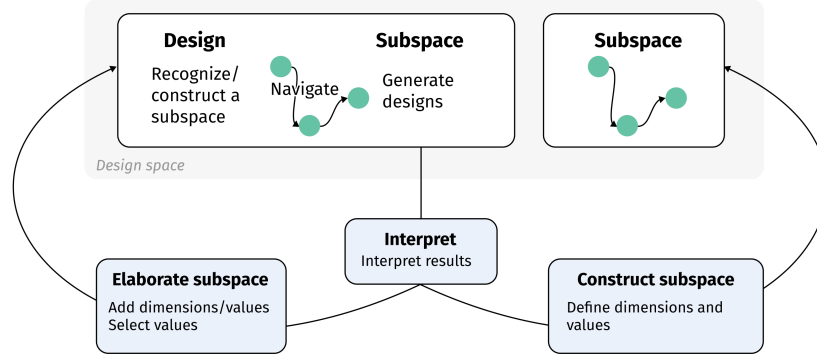 Design
Recognize/
construct a
subspace
Navigate
Subspace
Generate
designs
Subspace
Design space
Interpret
Interpret results
Elaborate subspace
Add dimensions/values
Select values
Construct subspace
Define dimensions and
values